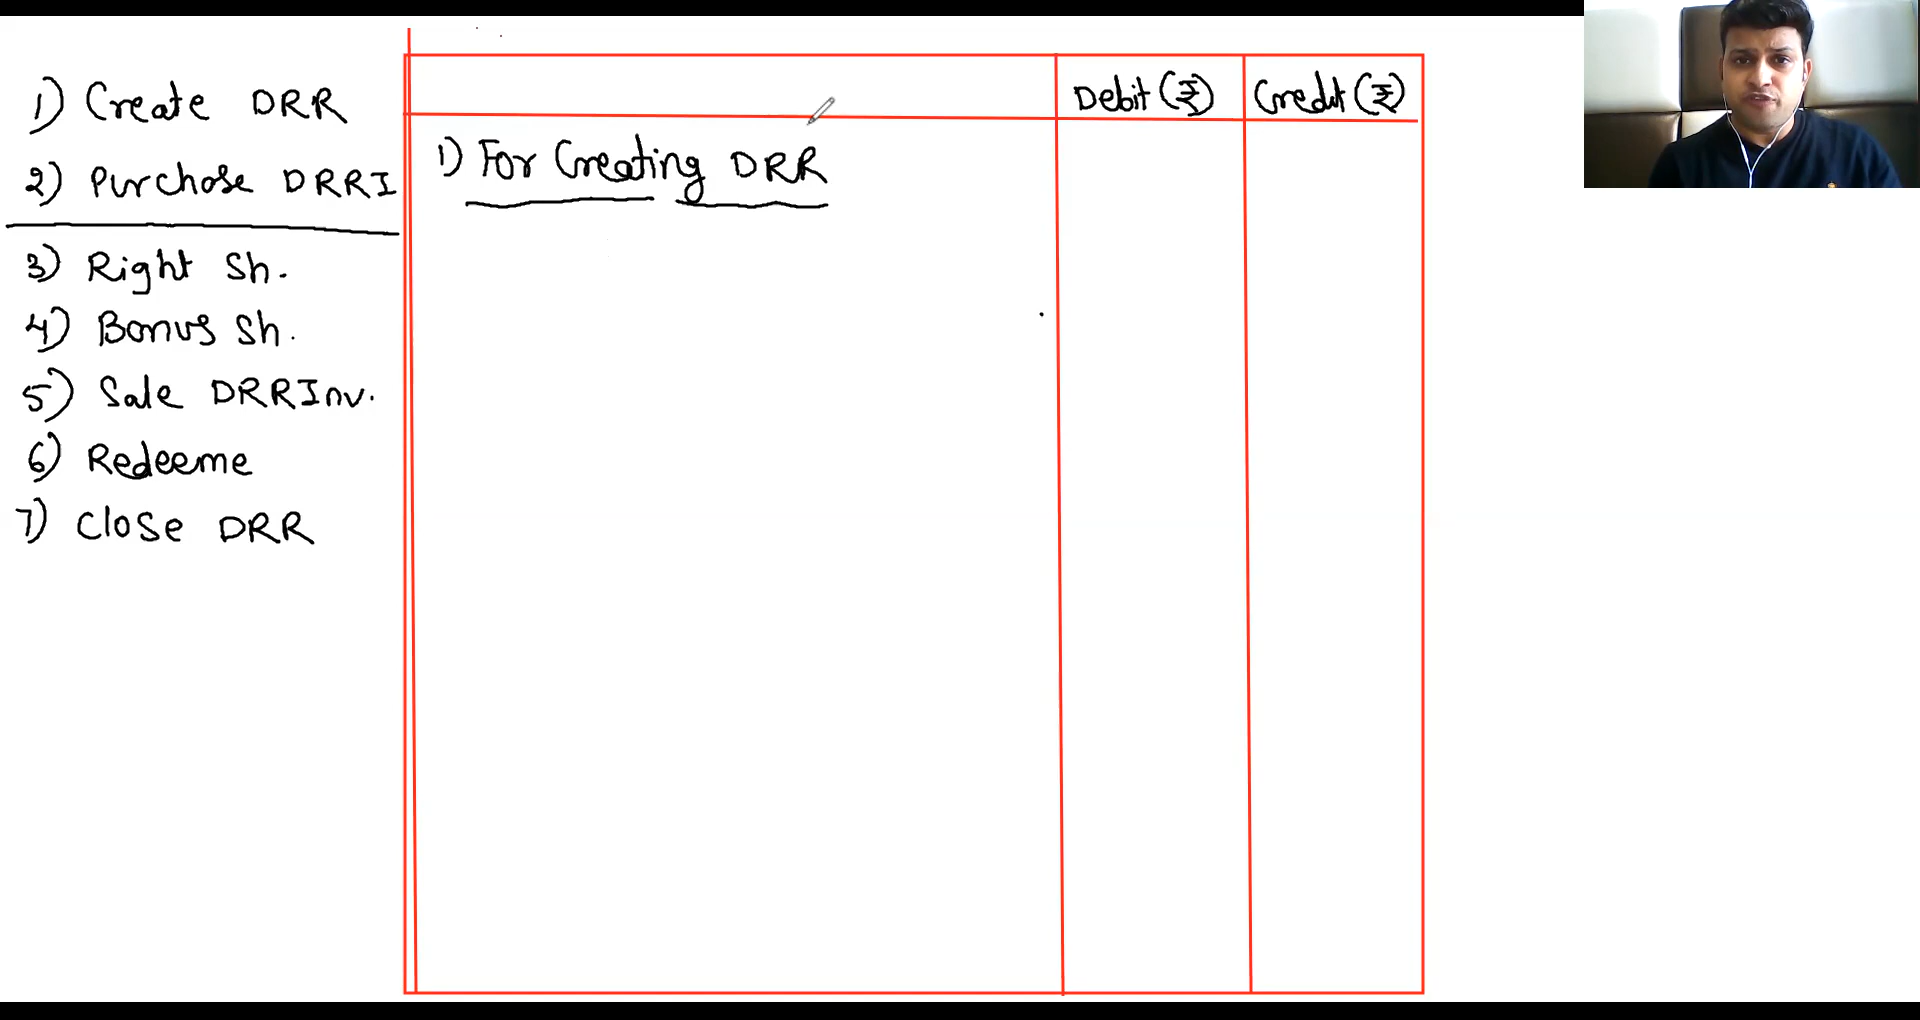 1) Create DRR
2) Purchase DRRI
3) Right Sh.
4) Bonus Sh.
5) Sale DRRInv.
6) Redeeme
7) Close DRR
Debit (₹) Credit (₹)
1) For Creating DRR